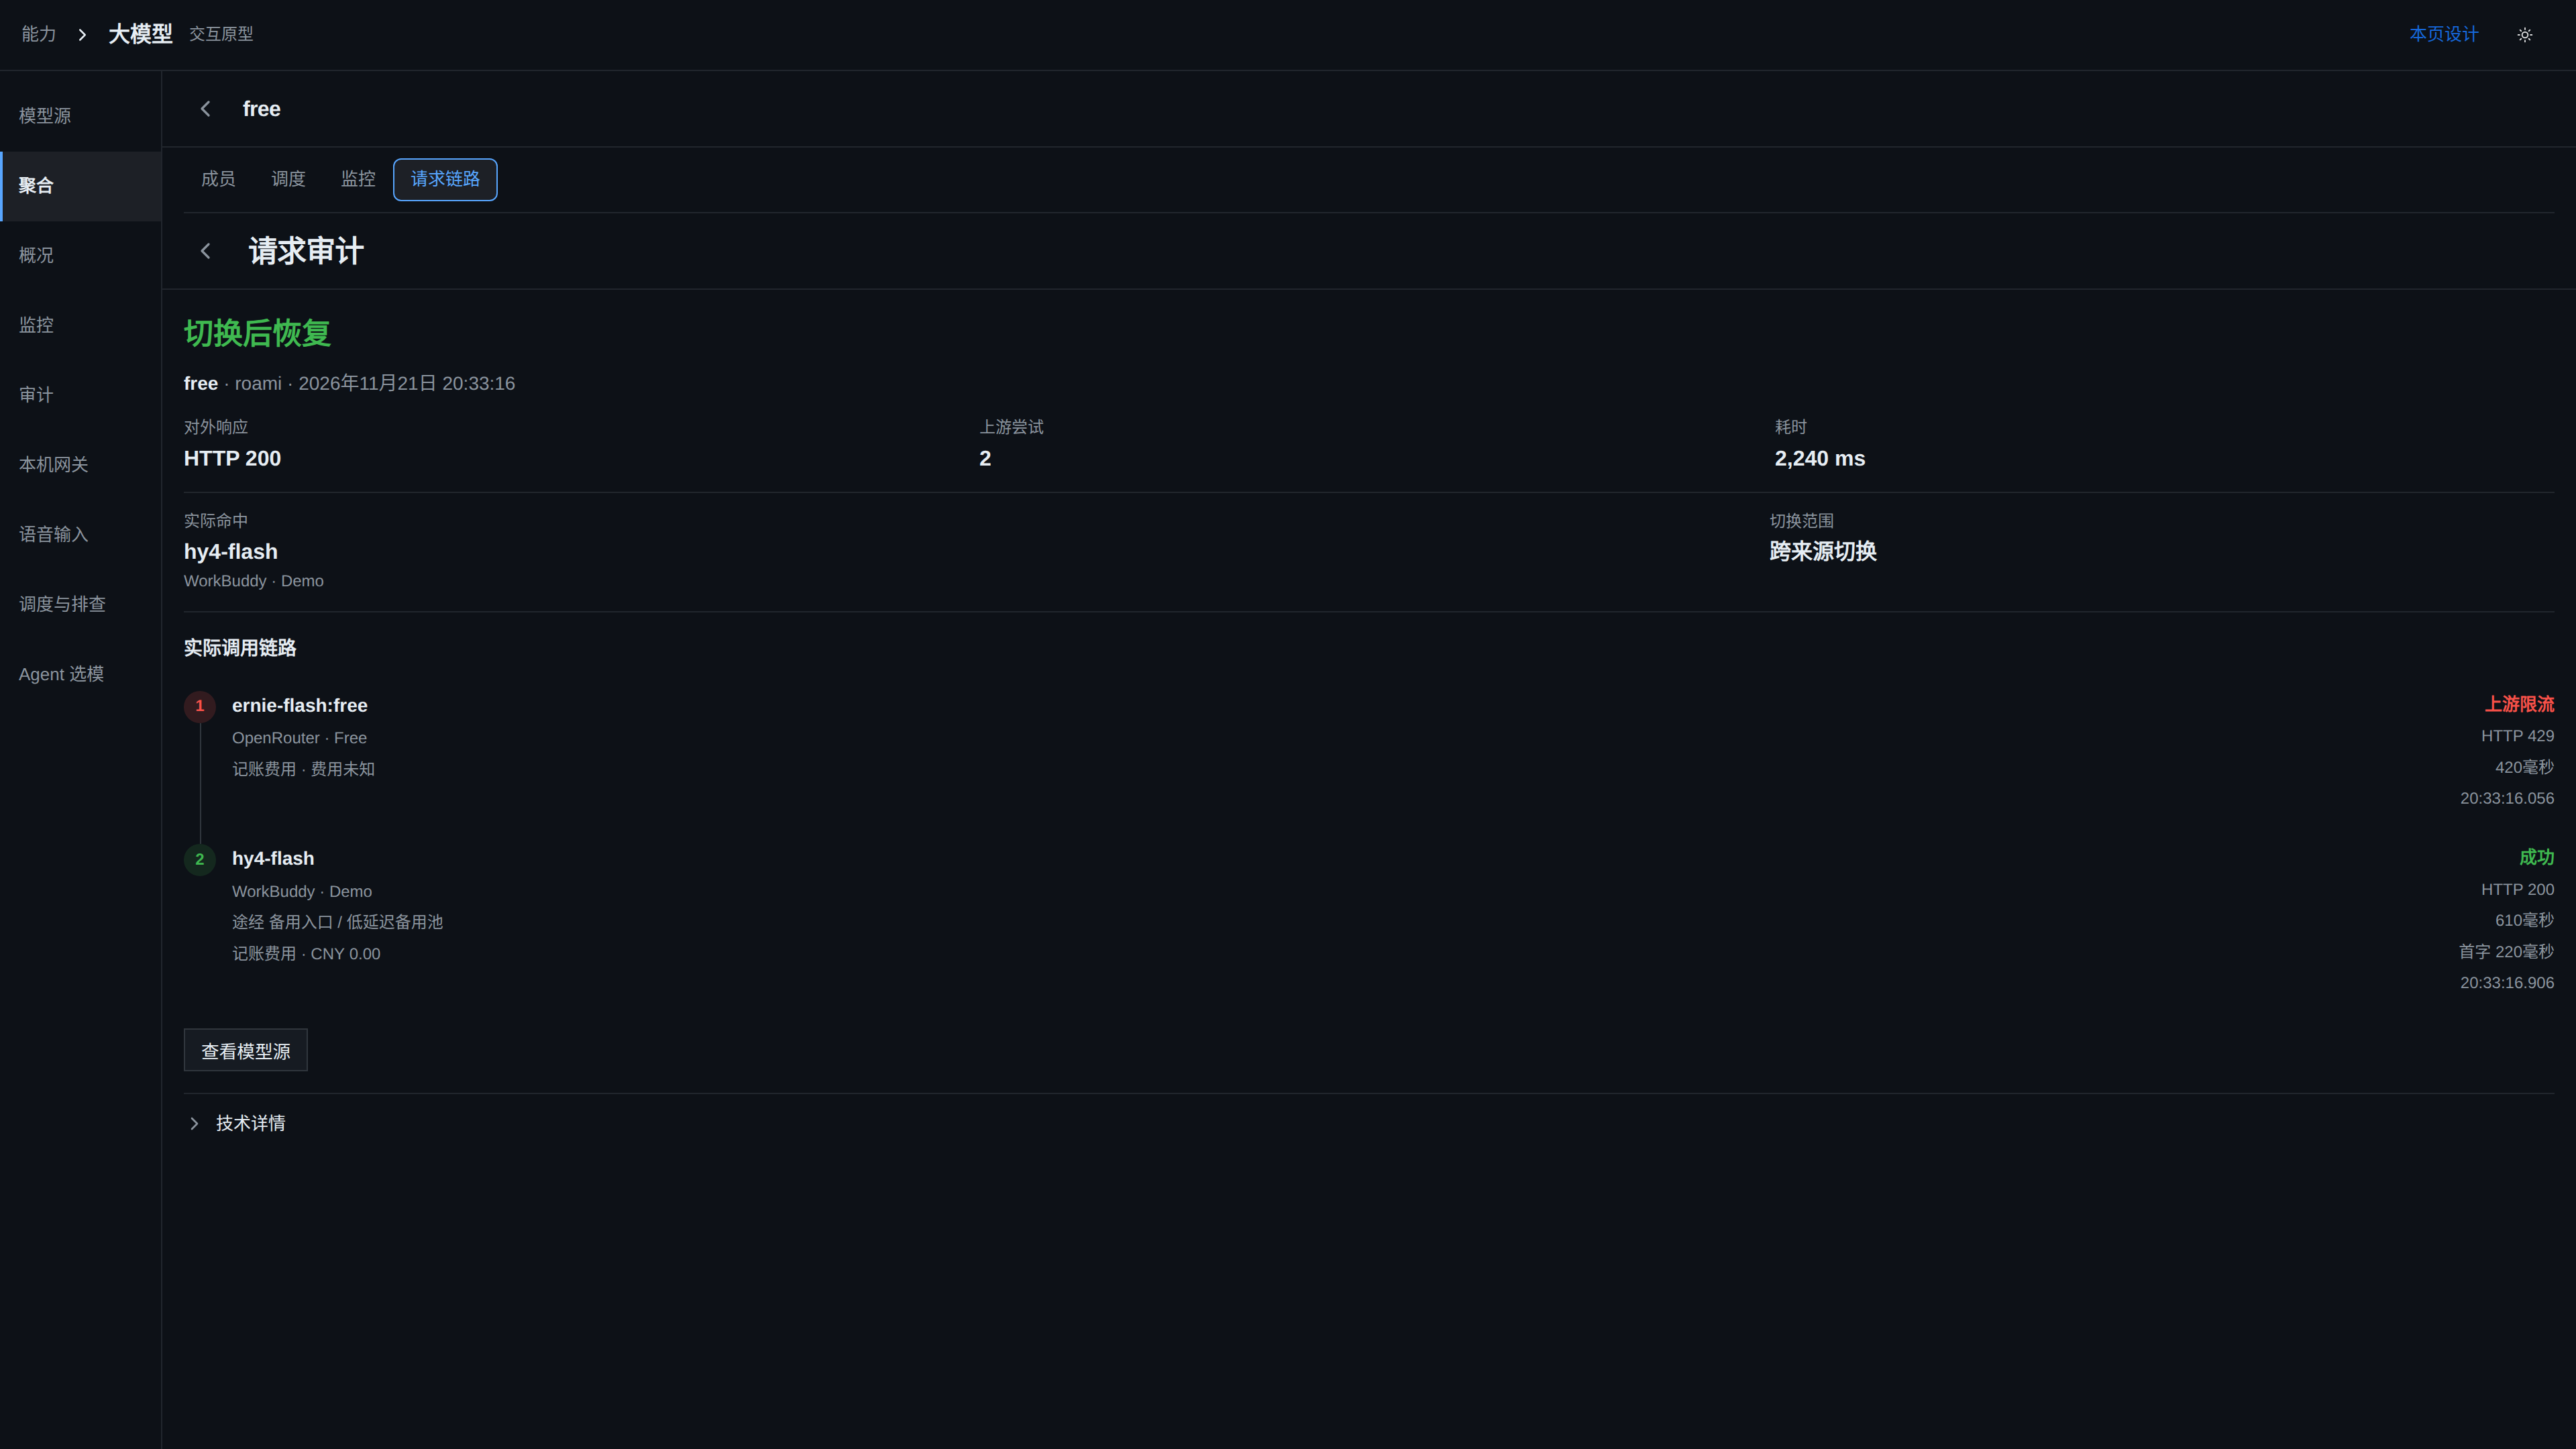 能力 大模型 交互原型 本页设计
模型源
聚合
概况
监控
审计
本机网关
语音输入
调度与排查
Agent 选模
free
成员 调度 监控 请求链路
请求审计
切换后恢复
free · roami · 2026年11月21日 20:33:16
对外响应 上游尝试 耗时
HTTP 200 2 2,240 ms
实际命中 切换范围
hy4-flash 跨来源切换
WorkBuddy · Demo
实际调用链路
1 ernie-flash:free 上游限流
OpenRouter · Free HTTP 429
记账费用 · 费用未知 420毫秒
20:33:16.056
2 hy4-flash 成功
WorkBuddy · Demo HTTP 200
途经 备用入口 / 低延迟备用池 610毫秒
记账费用 · CNY 0.00 首字 220毫秒
20:33:16.906
查看模型源
技术详情